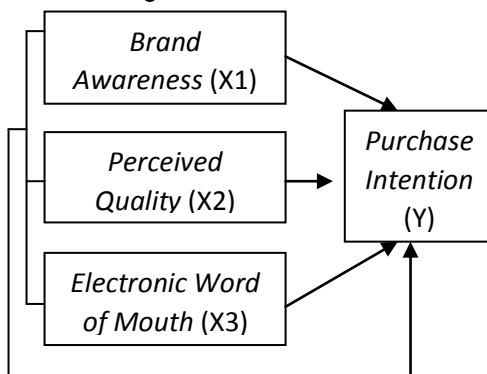 Brand
Awareness (X1)
Perceived
Quality (X2)
Electronic Word
of Mouth (X3)
Purchase
Intention
(Y)